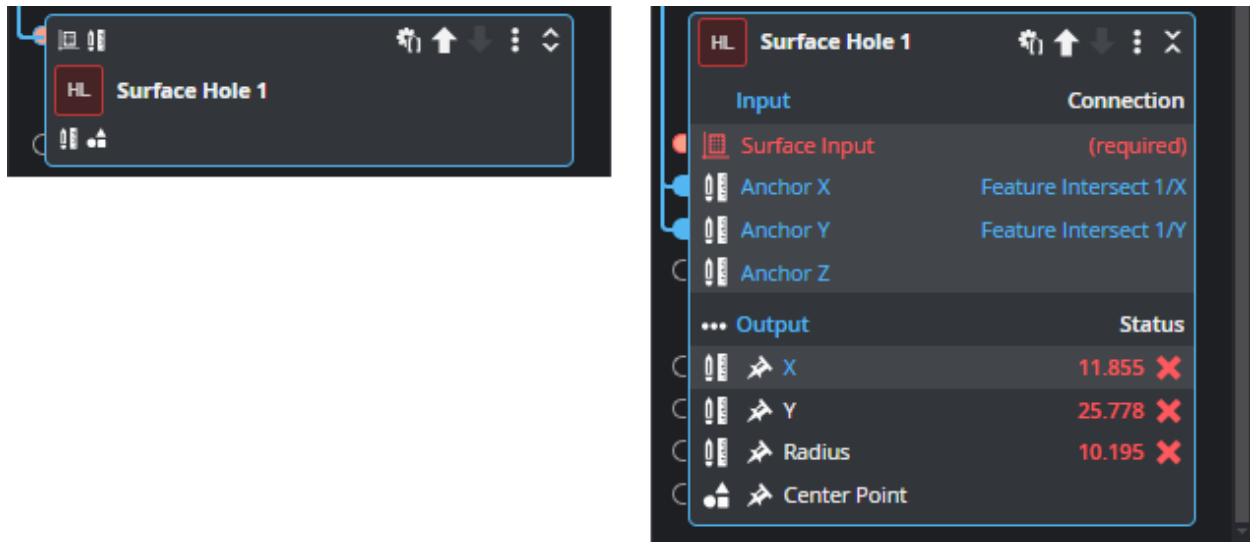 HL Surface Hole 1
HL Surface Hole 1
Input Connection
Surface Input (required)
Anchor X Feature Intersect 1/X
Anchor Y Feature Intersect 1/Y
Anchor Z
Output Status
X 11.855
Y 25.778
Radius 10.195
Center Point